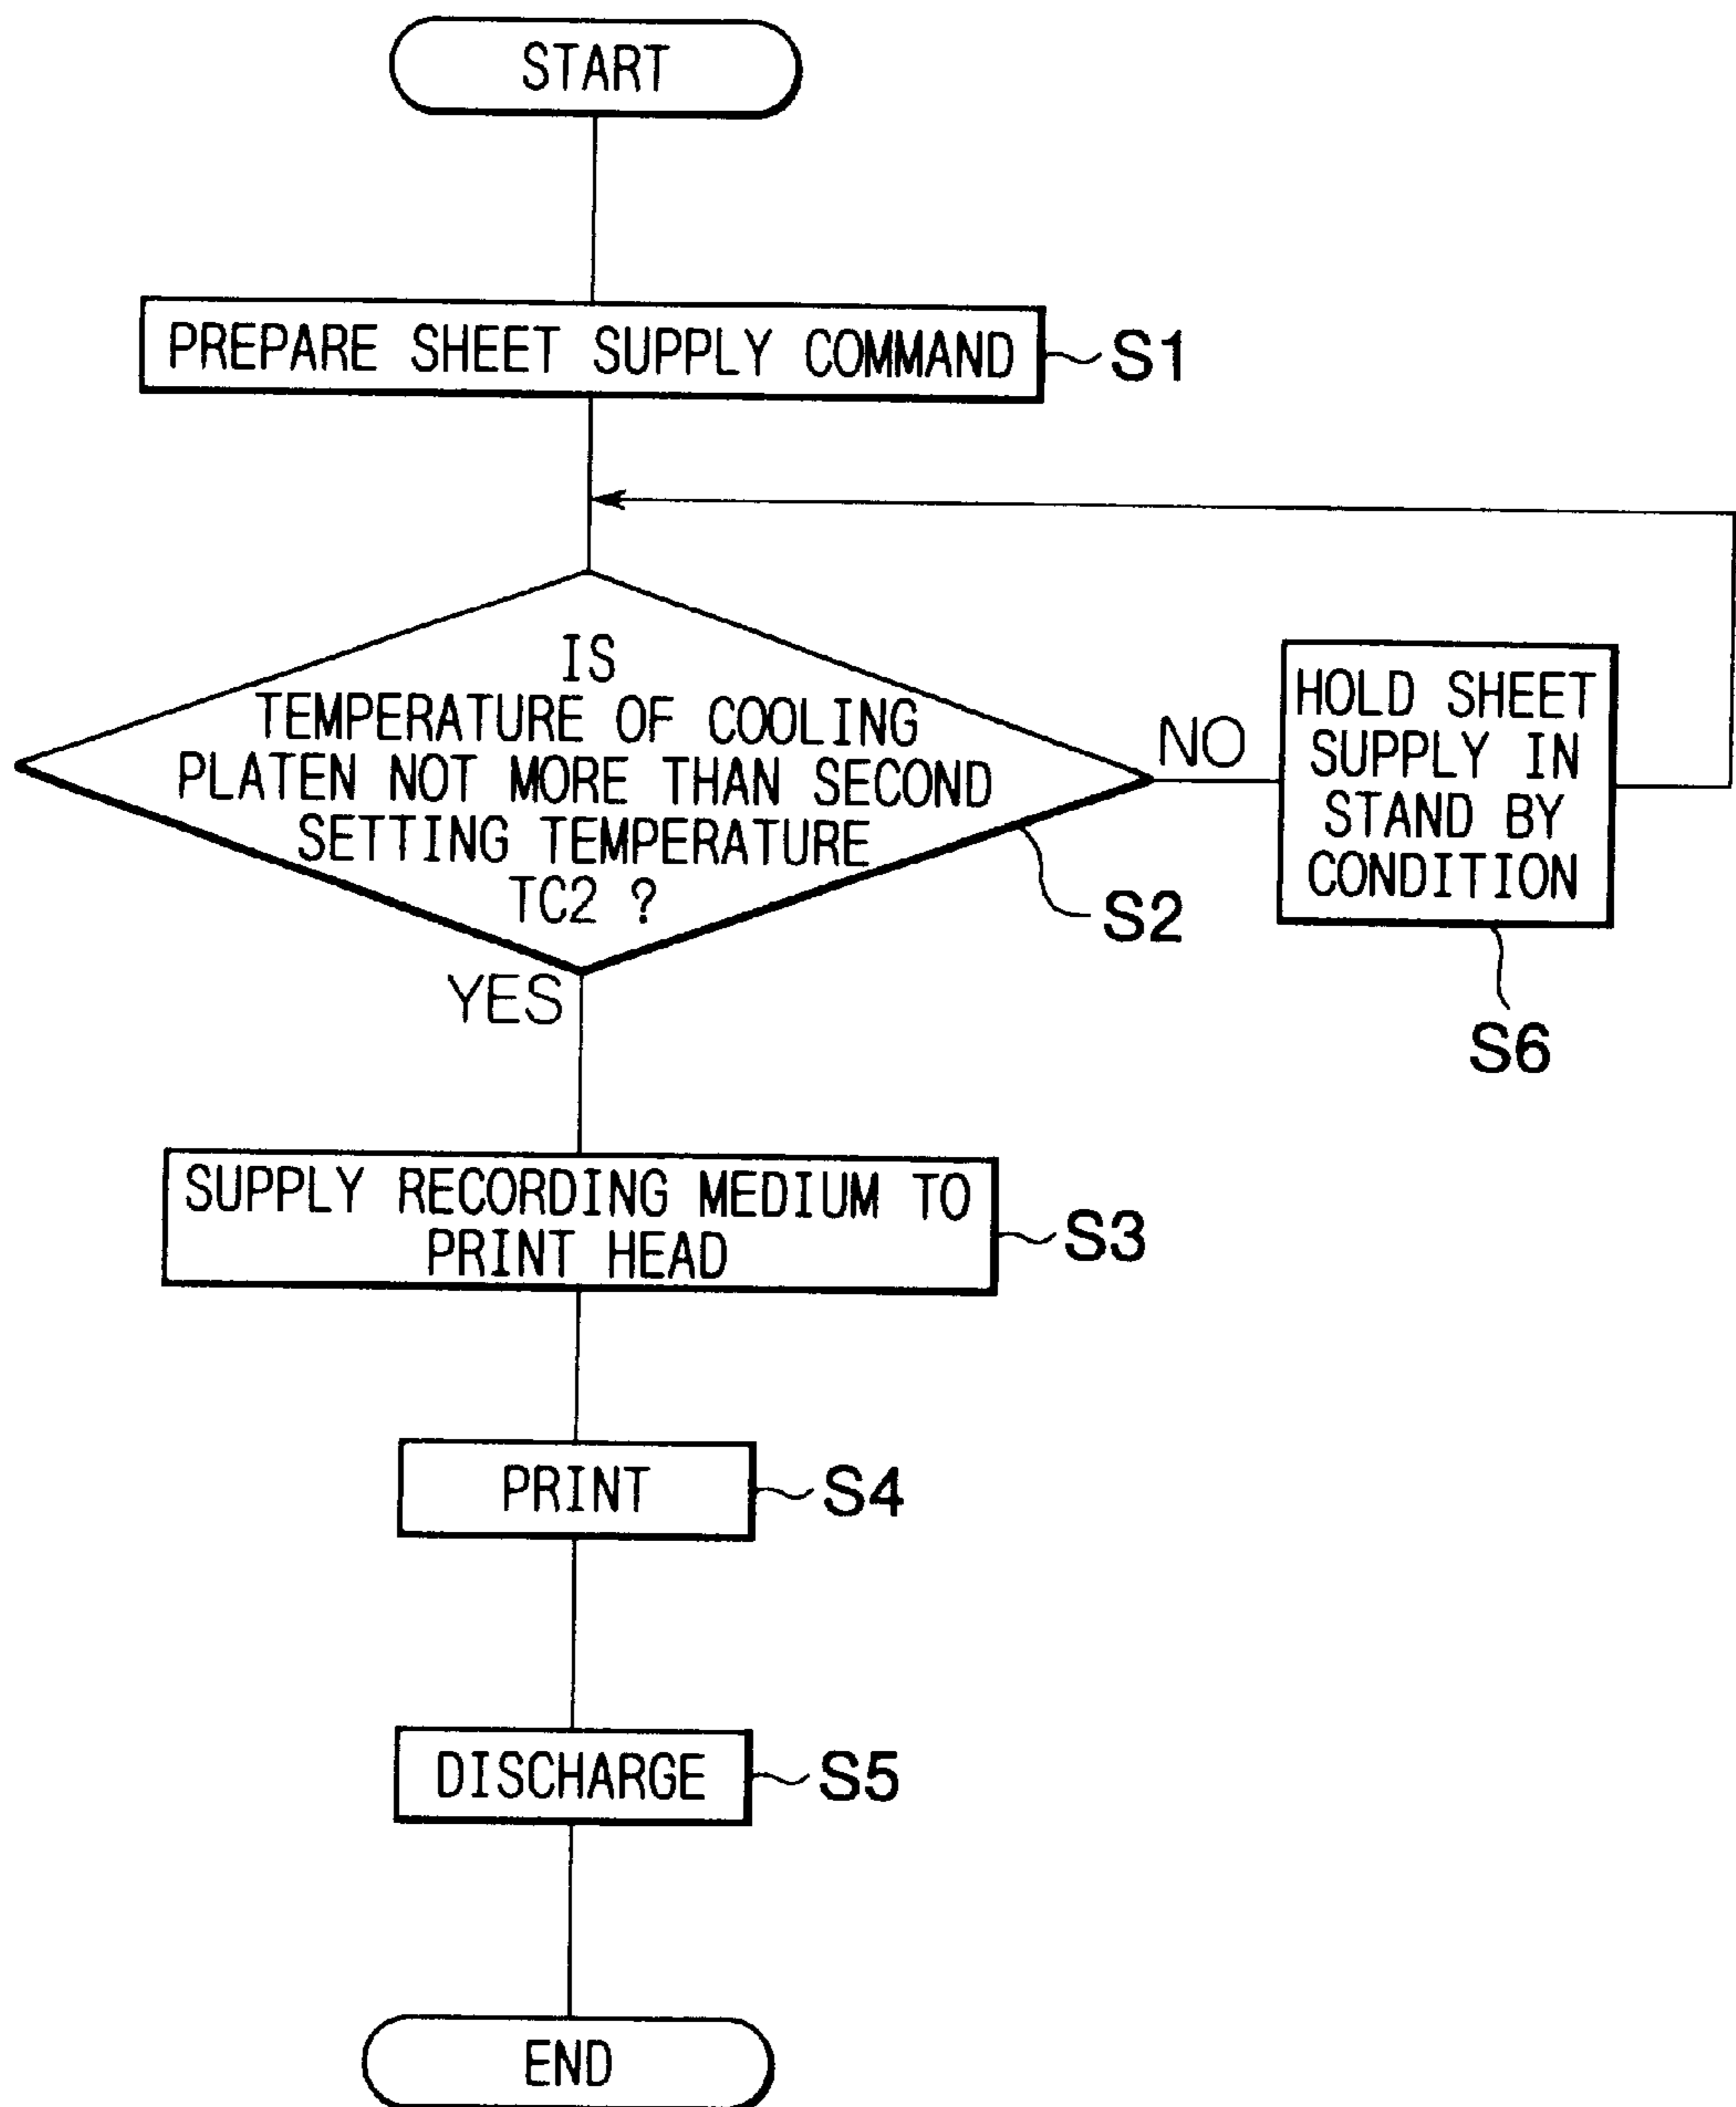 START
PREPARE SHEET SUPPLY COMMAND
S1
IS
TEMPERATURE OF COOLING
PLATEN NOT MORE THAN SECOND
SETTING TEMPERATURE
TC2 ?
S2
NO
HOLD SHEET
SUPPLY IN
STAND BY
CONDITION
S6
YES
SUPPLY RECORDING MEDIUM TO
PRINT HEAD
S3
PRINT
S4
DISCHARGE
S5
END